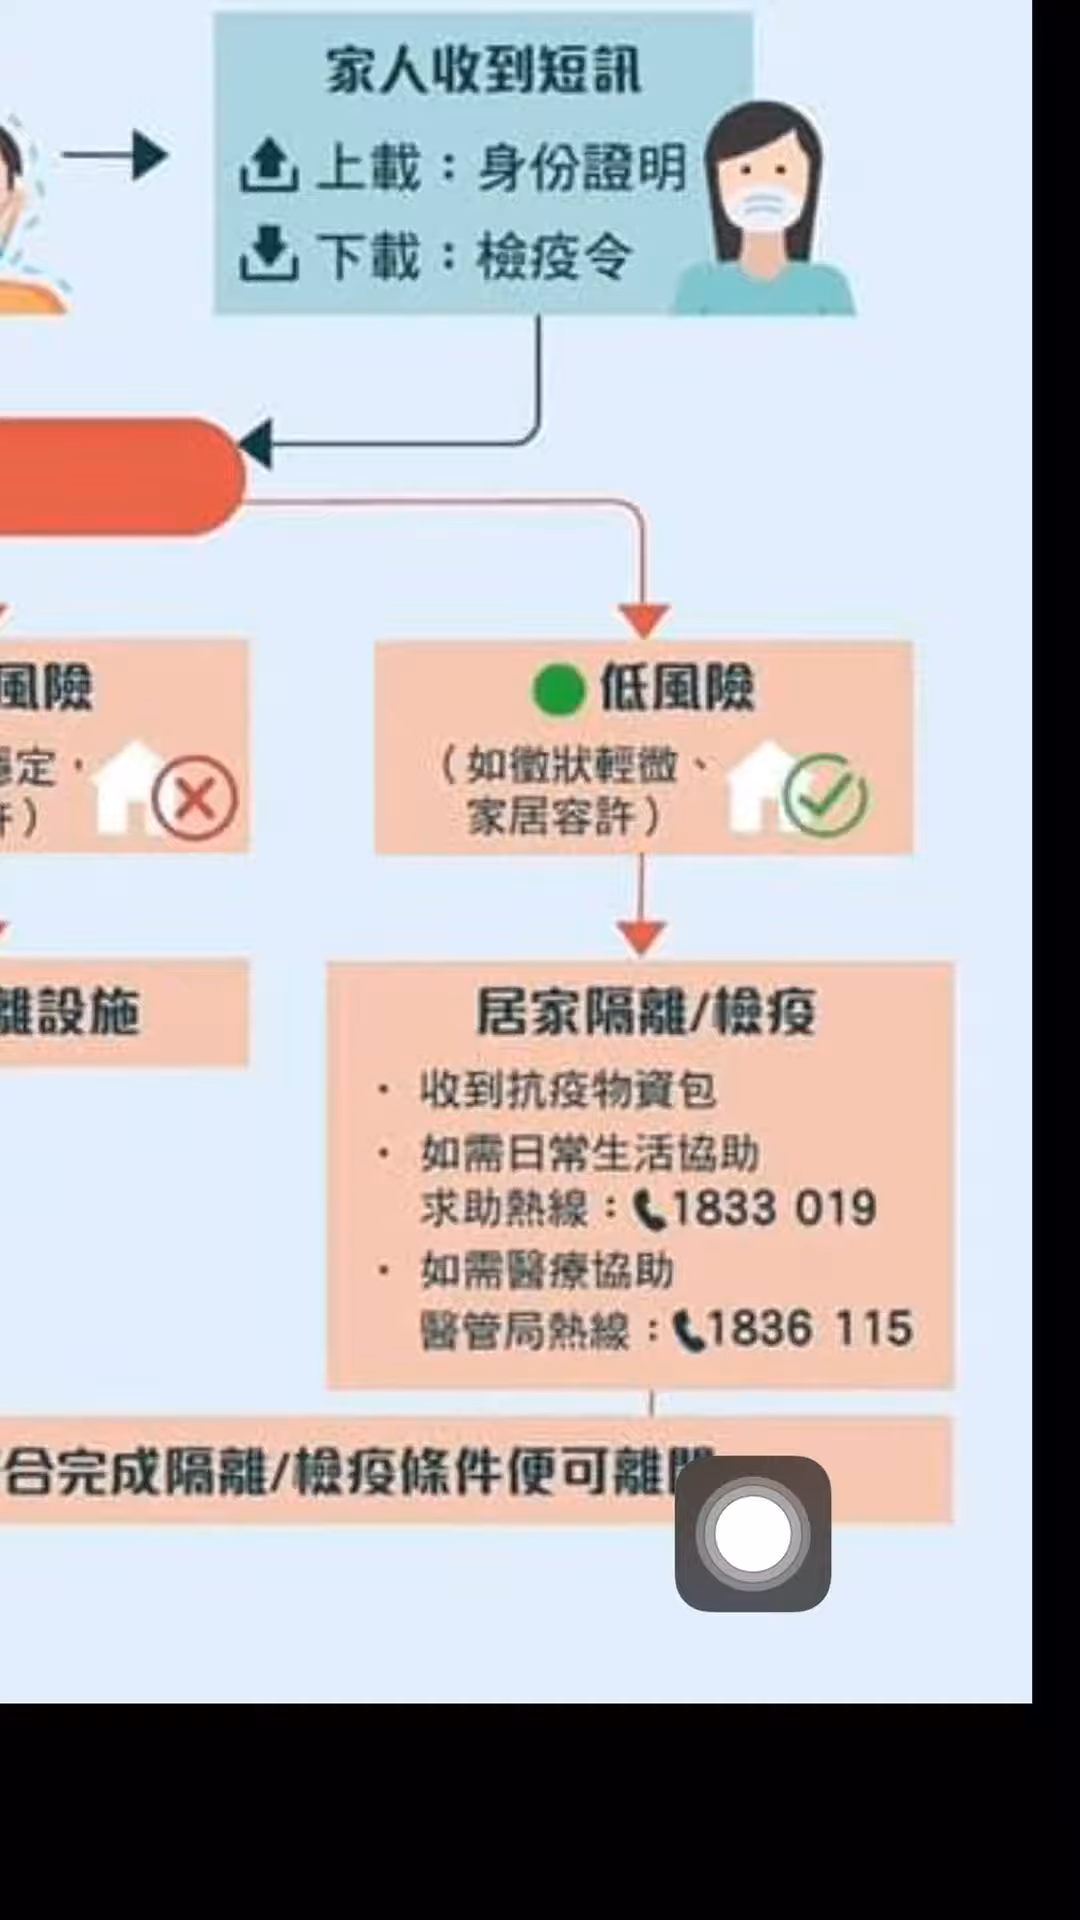 家人收到短訊
上載：身份證明
下載：檢疫令
風險
穩定，
許）
低風險
（如徵狀輕微、
家居容許）
離設施
居家隔離/檢疫
· 收到抗疫物資包
· 如需日常生活協助
求助熱線：1833 019
· 如需醫療協助
醫管局熱線：1836 115
合完成隔離/檢疫條件便可離